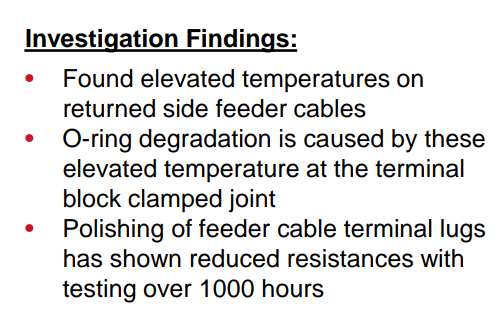 Investigation Findings:
• Found elevated temperatures on
returned side feeder cables
• O-ring degradation is caused by these
elevated temperature at the terminal
block clamped joint
• Polishing of feeder cable terminal lugs
has shown reduced resistances with
testing over 1000 hours